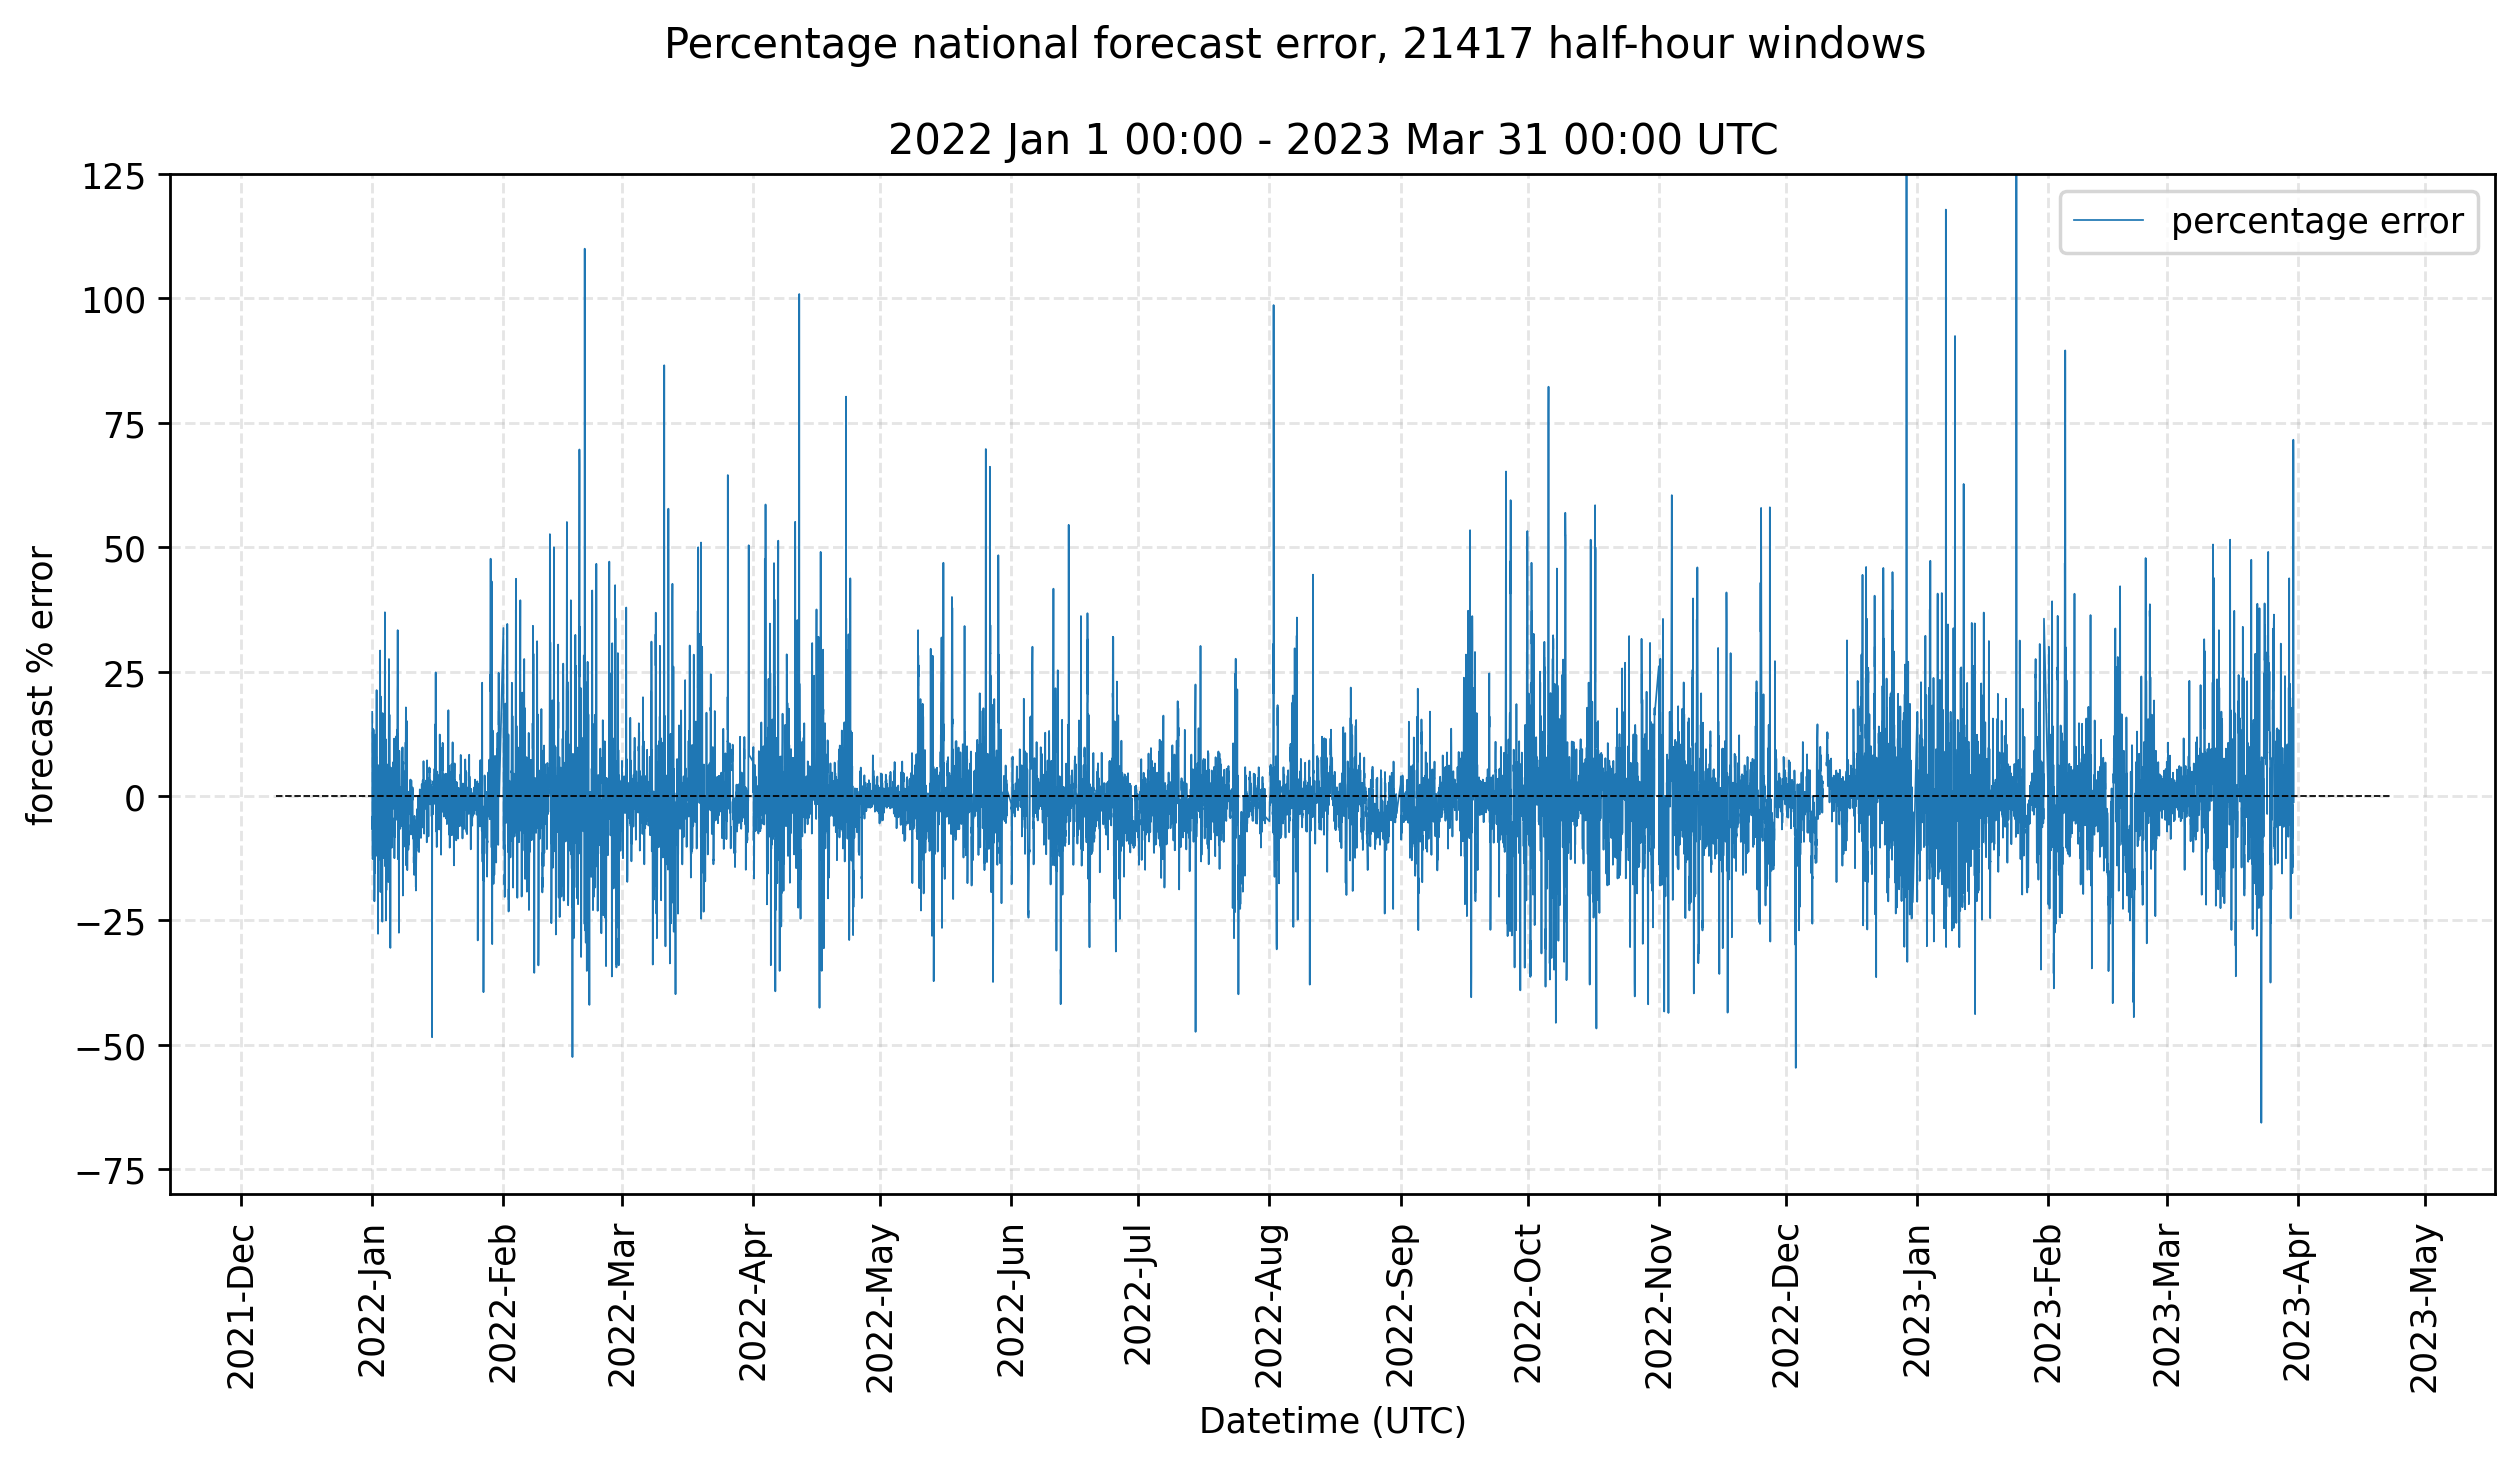 Percentage national forecast error, 21417 half-hour windows
2022 Jan 1 00:00 - 2023 Mar 31 00:00 UTC
percentage error
forecast % error
125
100
75
50
25
0
−25
−50
−75
2021-Dec
2022-Jan
2022-Feb
2022-Mar
2022-Apr
2022-May
2022-Jun
2022-Jul
2022-Aug
2022-Sep
2022-Oct
2022-Nov
2022-Dec
2023-Jan
2023-Feb
2023-Mar
2023-Apr
2023-May
Datetime (UTC)